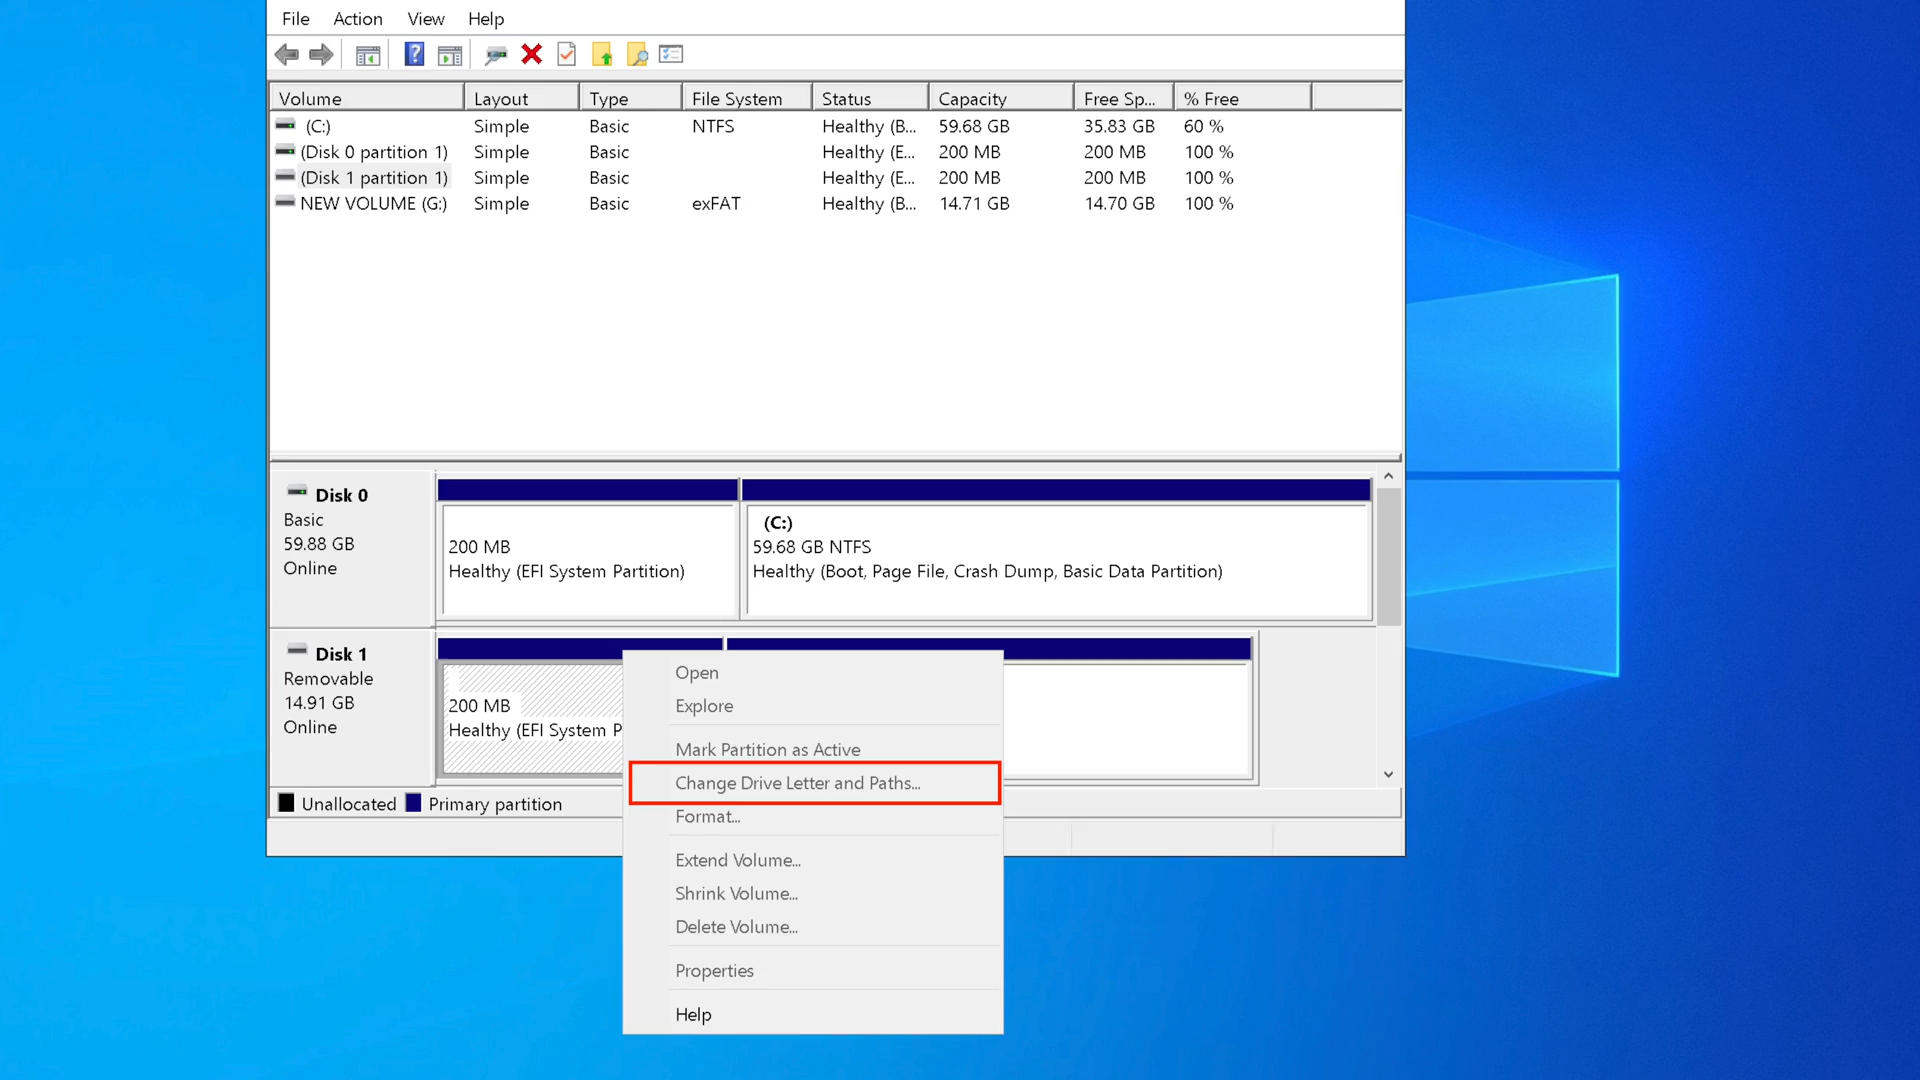 File Action View Help
Volume Layout Type File System Status Capacity Free Sp... % Free
(C:) Simple Basic NTFS Healthy (B... 59.68 GB 35.83 GB 60 %
(Disk 0 partition 1) Simple Basic Healthy (E... 200 MB 200 MB 100 %
(Disk 1 partition 1) Simple Basic Healthy (E... 200 MB 200 MB 100 %
NEW VOLUME (G:) Simple Basic exFAT Healthy (B... 14.71 GB 14.70 GB 100 %
Disk 0
Basic
59.88 GB
Online
200 MB
Healthy (EFI System Partition)
(C:)
59.68 GB NTFS
Healthy (Boot, Page File, Crash Dump, Basic Data Partition)
Disk 1
Removable
14.91 GB
Online
200 MB
Healthy (EFI System P
Open
Explore
Mark Partition as Active
Change Drive Letter and Paths...
Format...
Extend Volume...
Shrink Volume...
Delete Volume...
Properties
Help
Unallocated Primary partition